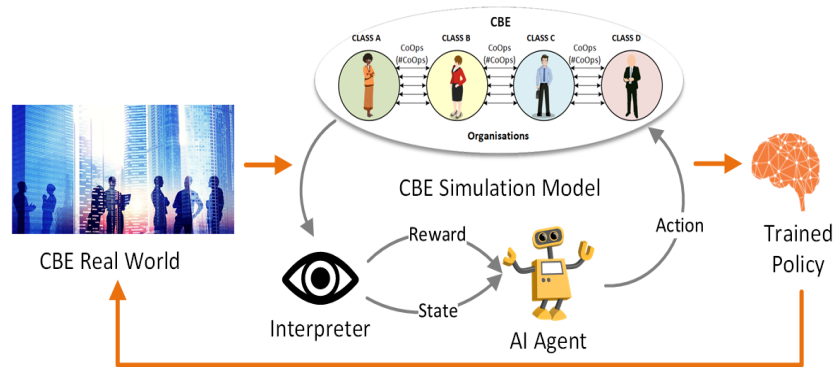 CBE
CLASS A
CLASS B
CLASS C
CLASS D
CoOps
(#CoOps)
CoOps
(#CoOps)
CoOps
(#CoOps)
Organisations
CBE Simulation Model
CBE Real World
Reward
State
Action
Interpreter
AI Agent
Trained
Policy